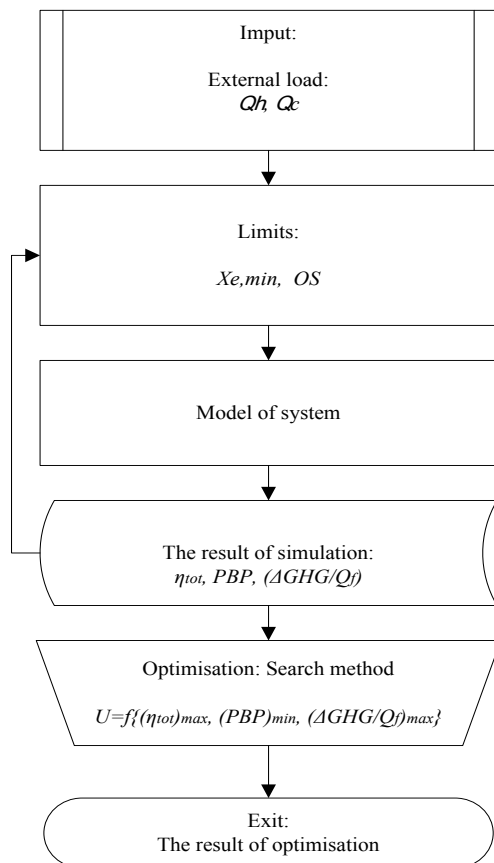 Imput:
External load:
Qh, Qc
Limits:
Xe,min, OS
Model of system
The result of simulation:
ηtot, PBP, (ΔGHG/Qf)
Optimisation: Search method
U=f{(ηtot)max, (PBP)min, (ΔGHG/Qf)max}
Exit:
The result of optimisation